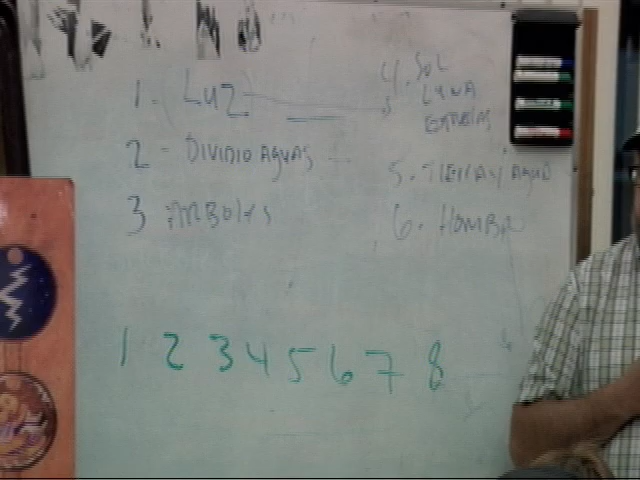 1 - LUZ
2 - DIVIDIO AGUAS
3 ARBOLES
4. SOL
LUNA
ESTRELLAS
5. TIERRAS/AGUA
6. HOMBRE
1 2 3 4 5 6 7 8